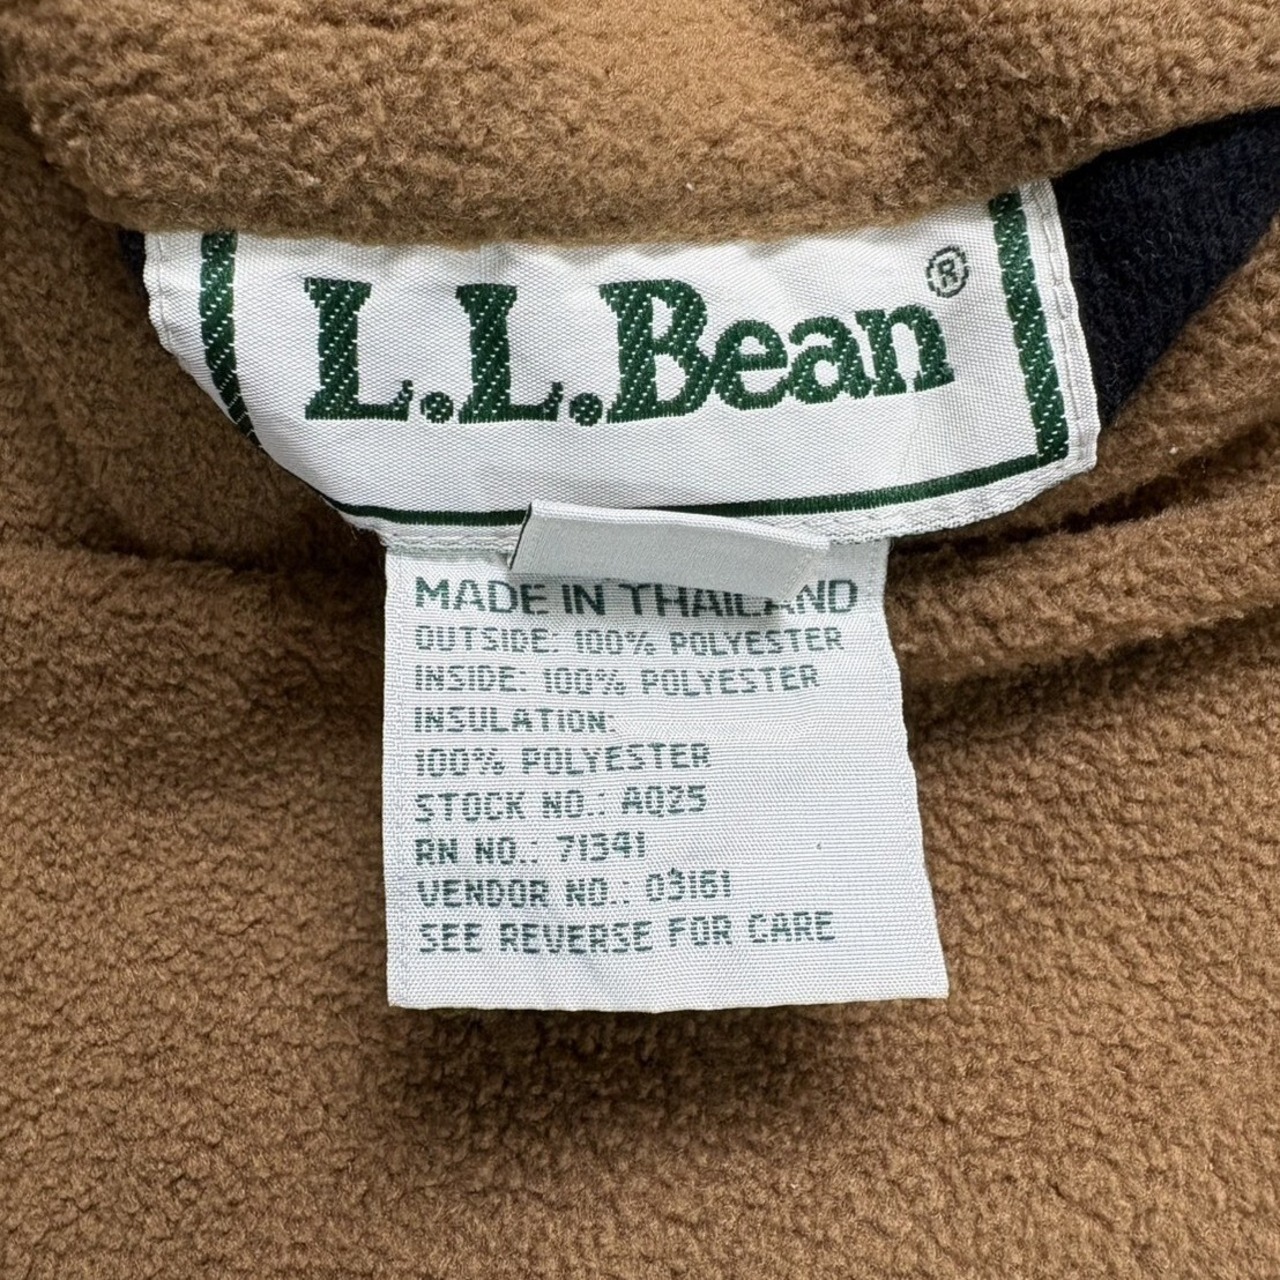 L.L.Bean®
MADE IN THAILAND
OUTSIDE: 100% POLYESTER
INSIDE: 100% POLYESTER
INSULATION:
100% POLYESTER
STOCK NO.: AQ25
RN NO.: 71341
VENDOR NO.: 03161
SEE REVERSE FOR CARE